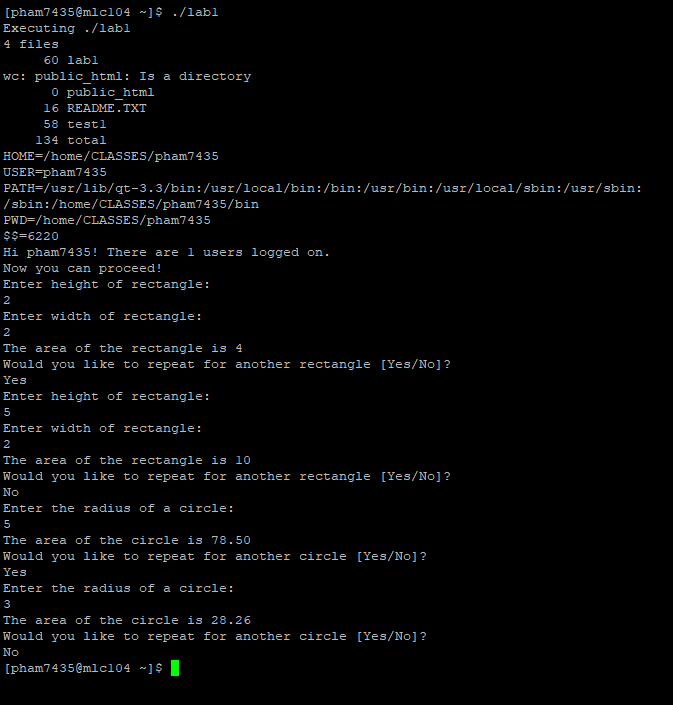 [pham7435@mlc104 ~]$ ./lab1
Executing ./lab1
4 files
     60 lab1
wc: public_html: Is a directory
      0 public_html
     16 README.TXT
     58 test1
    134 total
HOME=/home/CLASSES/pham7435
USER=pham7435
PATH=/usr/lib/qt-3.3/bin:/usr/local/bin:/bin:/usr/bin:/usr/local/sbin:/usr/sbin:
/sbin:/home/CLASSES/pham7435/bin
PWD=/home/CLASSES/pham7435
$$=6220
Hi pham7435! There are 1 users logged on.
Now you can proceed!
Enter height of rectangle:
2
Enter width of rectangle:
2
The area of the rectangle is 4
Would you like to repeat for another rectangle [Yes/No]?
Yes
Enter height of rectangle:
5
Enter width of rectangle:
2
The area of the rectangle is 10
Would you like to repeat for another rectangle [Yes/No]?
No
Enter the radius of a circle:
5
The area of the circle is 78.50
Would you like to repeat for another circle [Yes/No]?
Yes
Enter the radius of a circle:
3
The area of the circle is 28.26
Would you like to repeat for another circle [Yes/No]?
No
[pham7435@mlc104 ~]$